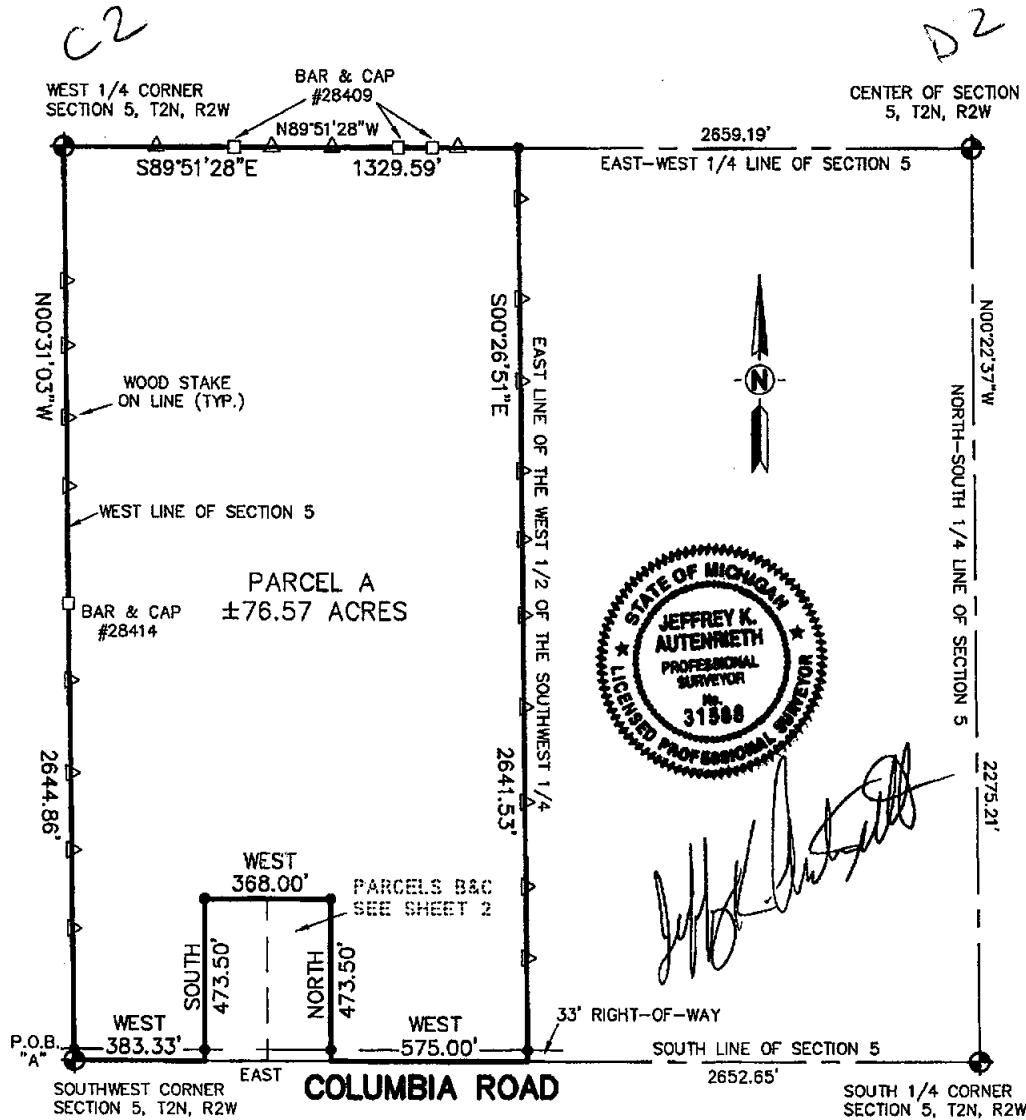 C2
D2
WEST 1/4 CORNER
SECTION 5, T2N, R2W
BAR & CAP
#28409
CENTER OF SECTION
5, T2N, R2W
N89°51'28"W
S89°51'28"E
1329.59'
2659.19'
EAST-WEST 1/4 LINE OF SECTION 5
N00°31'03"W
S00°26'51"E
EAST LINE OF THE WEST 1/2 OF THE SOUTHWEST 1/4
N
N00°22'37"W
NORTH-SOUTH 1/4 LINE OF SECTION 5
WOOD STAKE
ON LINE (TYP.)
WEST LINE OF SECTION 5
PARCEL A
±76.57 ACRES
BAR & CAP
#28414
STATE OF MICHIGAN
JEFFREY K.
AUTENRIETH
PROFESSIONAL
SURVEYOR
No.
31588
LICENSED PROFESSIONAL SURVEYOR
2644.86'
2641.53'
2275.21'
WEST
368.00'
PARCELS B&C
SEE SHEET 2
SOUTH
473.50'
NORTH
473.50'
WEST
383.33'
WEST
575.00'
33' RIGHT-OF-WAY
P.O.B.
"A"
SOUTH LINE OF SECTION 5
2652.65'
EAST
COLUMBIA ROAD
SOUTHWEST CORNER
SECTION 5, T2N, R2W
SOUTH 1/4 CORNER
SECTION 5, T2N, R2W